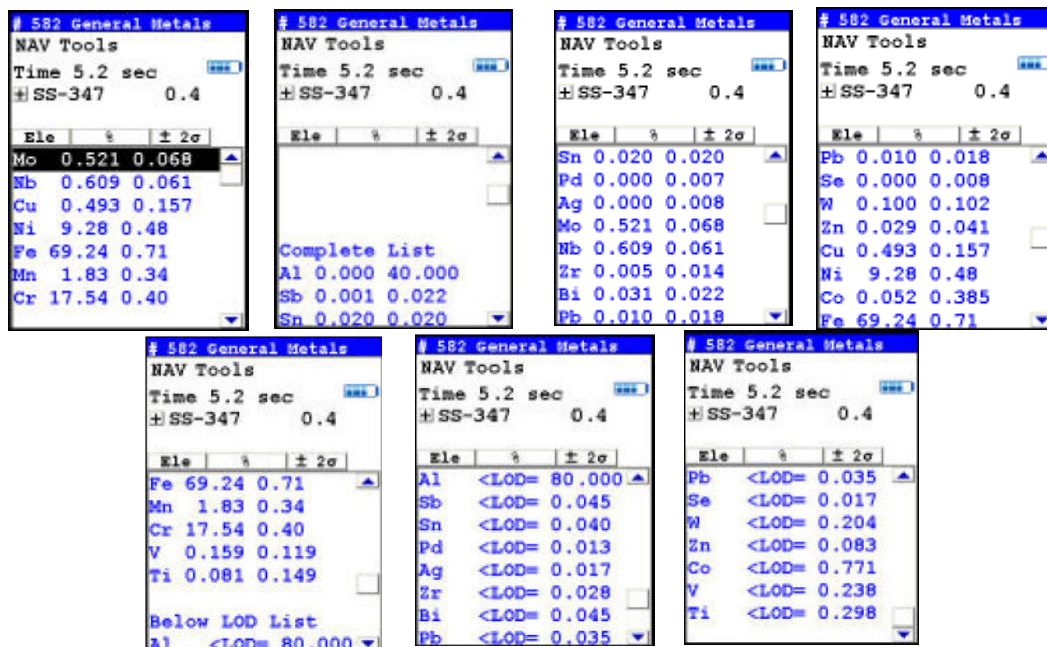 # 582 General Metals
NAV Tools
Time 5.2 sec
+ SS-347 0.4
Ele % ± 2σ
Mo 0.521 0.068
Nb 0.609 0.061
Cu 0.493 0.157
Ni 9.28 0.48
Fe 69.24 0.71
Mn 1.83 0.34
Cr 17.54 0.40
# 582 General Metals
NAV Tools
Time 5.2 sec
+ SS-347 0.4
Ele % ± 2σ
Complete List
Al 0.000 40.000
Sb 0.001 0.022
Sn 0.020 0.020
# 582 General Metals
NAV Tools
Time 5.2 sec
+ SS-347 0.4
Ele % ± 2σ
Sn 0.020 0.020
Pd 0.000 0.007
Ag 0.000 0.008
Mo 0.521 0.068
Nb 0.609 0.061
Zr 0.005 0.014
Bi 0.031 0.022
Pb 0.010 0.018
# 582 General Metals
NAV Tools
Time 5.2 sec
+ SS-347 0.4
Ele % ± 2σ
Pb 0.010 0.018
Se 0.000 0.008
W 0.100 0.102
Zn 0.029 0.041
Cu 0.493 0.157
Ni 9.28 0.48
Co 0.052 0.385
Fe 69.24 0.71
# 582 General Metals
NAV Tools
Time 5.2 sec
+ SS-347 0.4
Ele % ± 2σ
Fe 69.24 0.71
Mn 1.83 0.34
Cr 17.54 0.40
V 0.159 0.119
Ti 0.081 0.149
Below LOD List
Al <LOD= 80.000
# 582 General Metals
NAV Tools
Time 5.2 sec
+ SS-347 0.4
Ele % ± 2σ
Al <LOD= 80.000
Sb <LOD= 0.045
Sn <LOD= 0.040
Pd <LOD= 0.013
Ag <LOD= 0.017
Zr <LOD= 0.028
Bi <LOD= 0.045
Pb <LOD= 0.035
# 582 General Metals
NAV Tools
Time 5.2 sec
+ SS-347 0.4
Ele % ± 2σ
Pb <LOD= 0.035
Se <LOD= 0.017
W <LOD= 0.204
Zn <LOD= 0.083
Co <LOD= 0.771
V <LOD= 0.238
Ti <LOD= 0.298